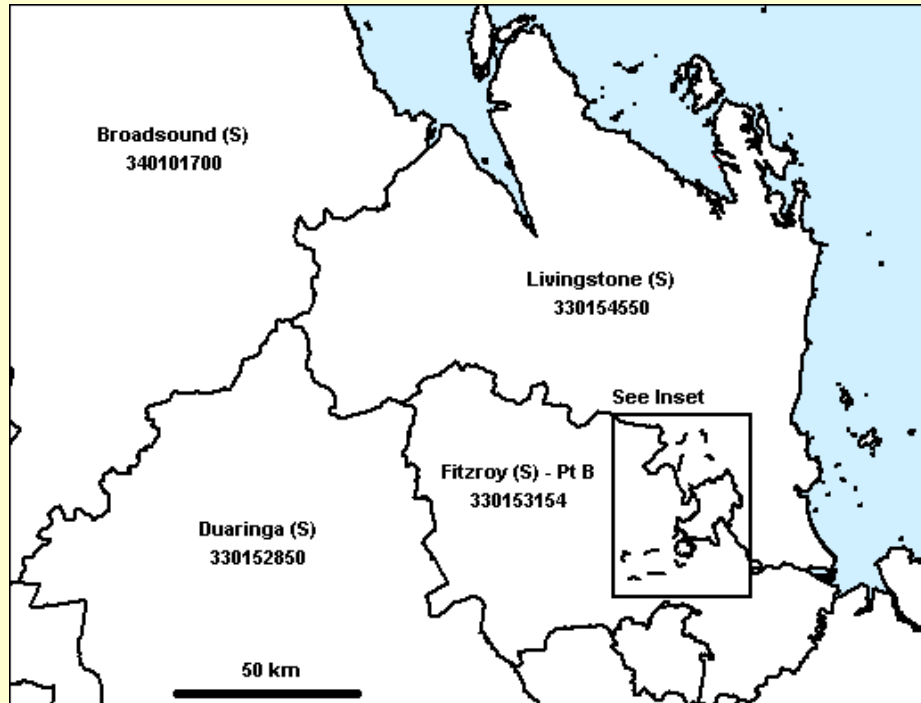 Broadsound (S)
340101700
Livingstone (S)
330154550
See Inset
Fitzroy (S) - Pt B
330153154
Duaringa (S)
330152850
50 km